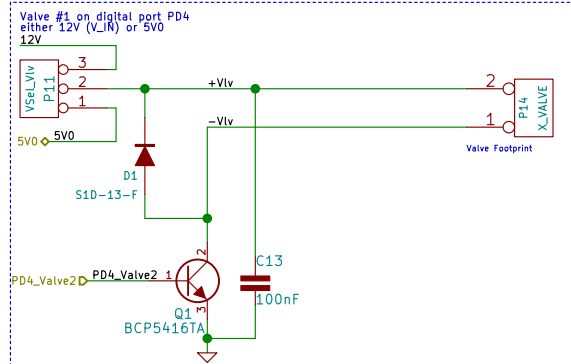 Valve #1 on digital port PD4
either 12V (V_IN) or 5V0
12V
VSel_Vlv
P11
3
2
1
+Vlv
-Vlv
2
1
P14
X_VALVE
Valve Footprint
5V0
5V0
D1
S1D-13-F
PD4_Valve2
PD4_Valve2
1
2
3
Q1
BCP5416TA
C13
100nF